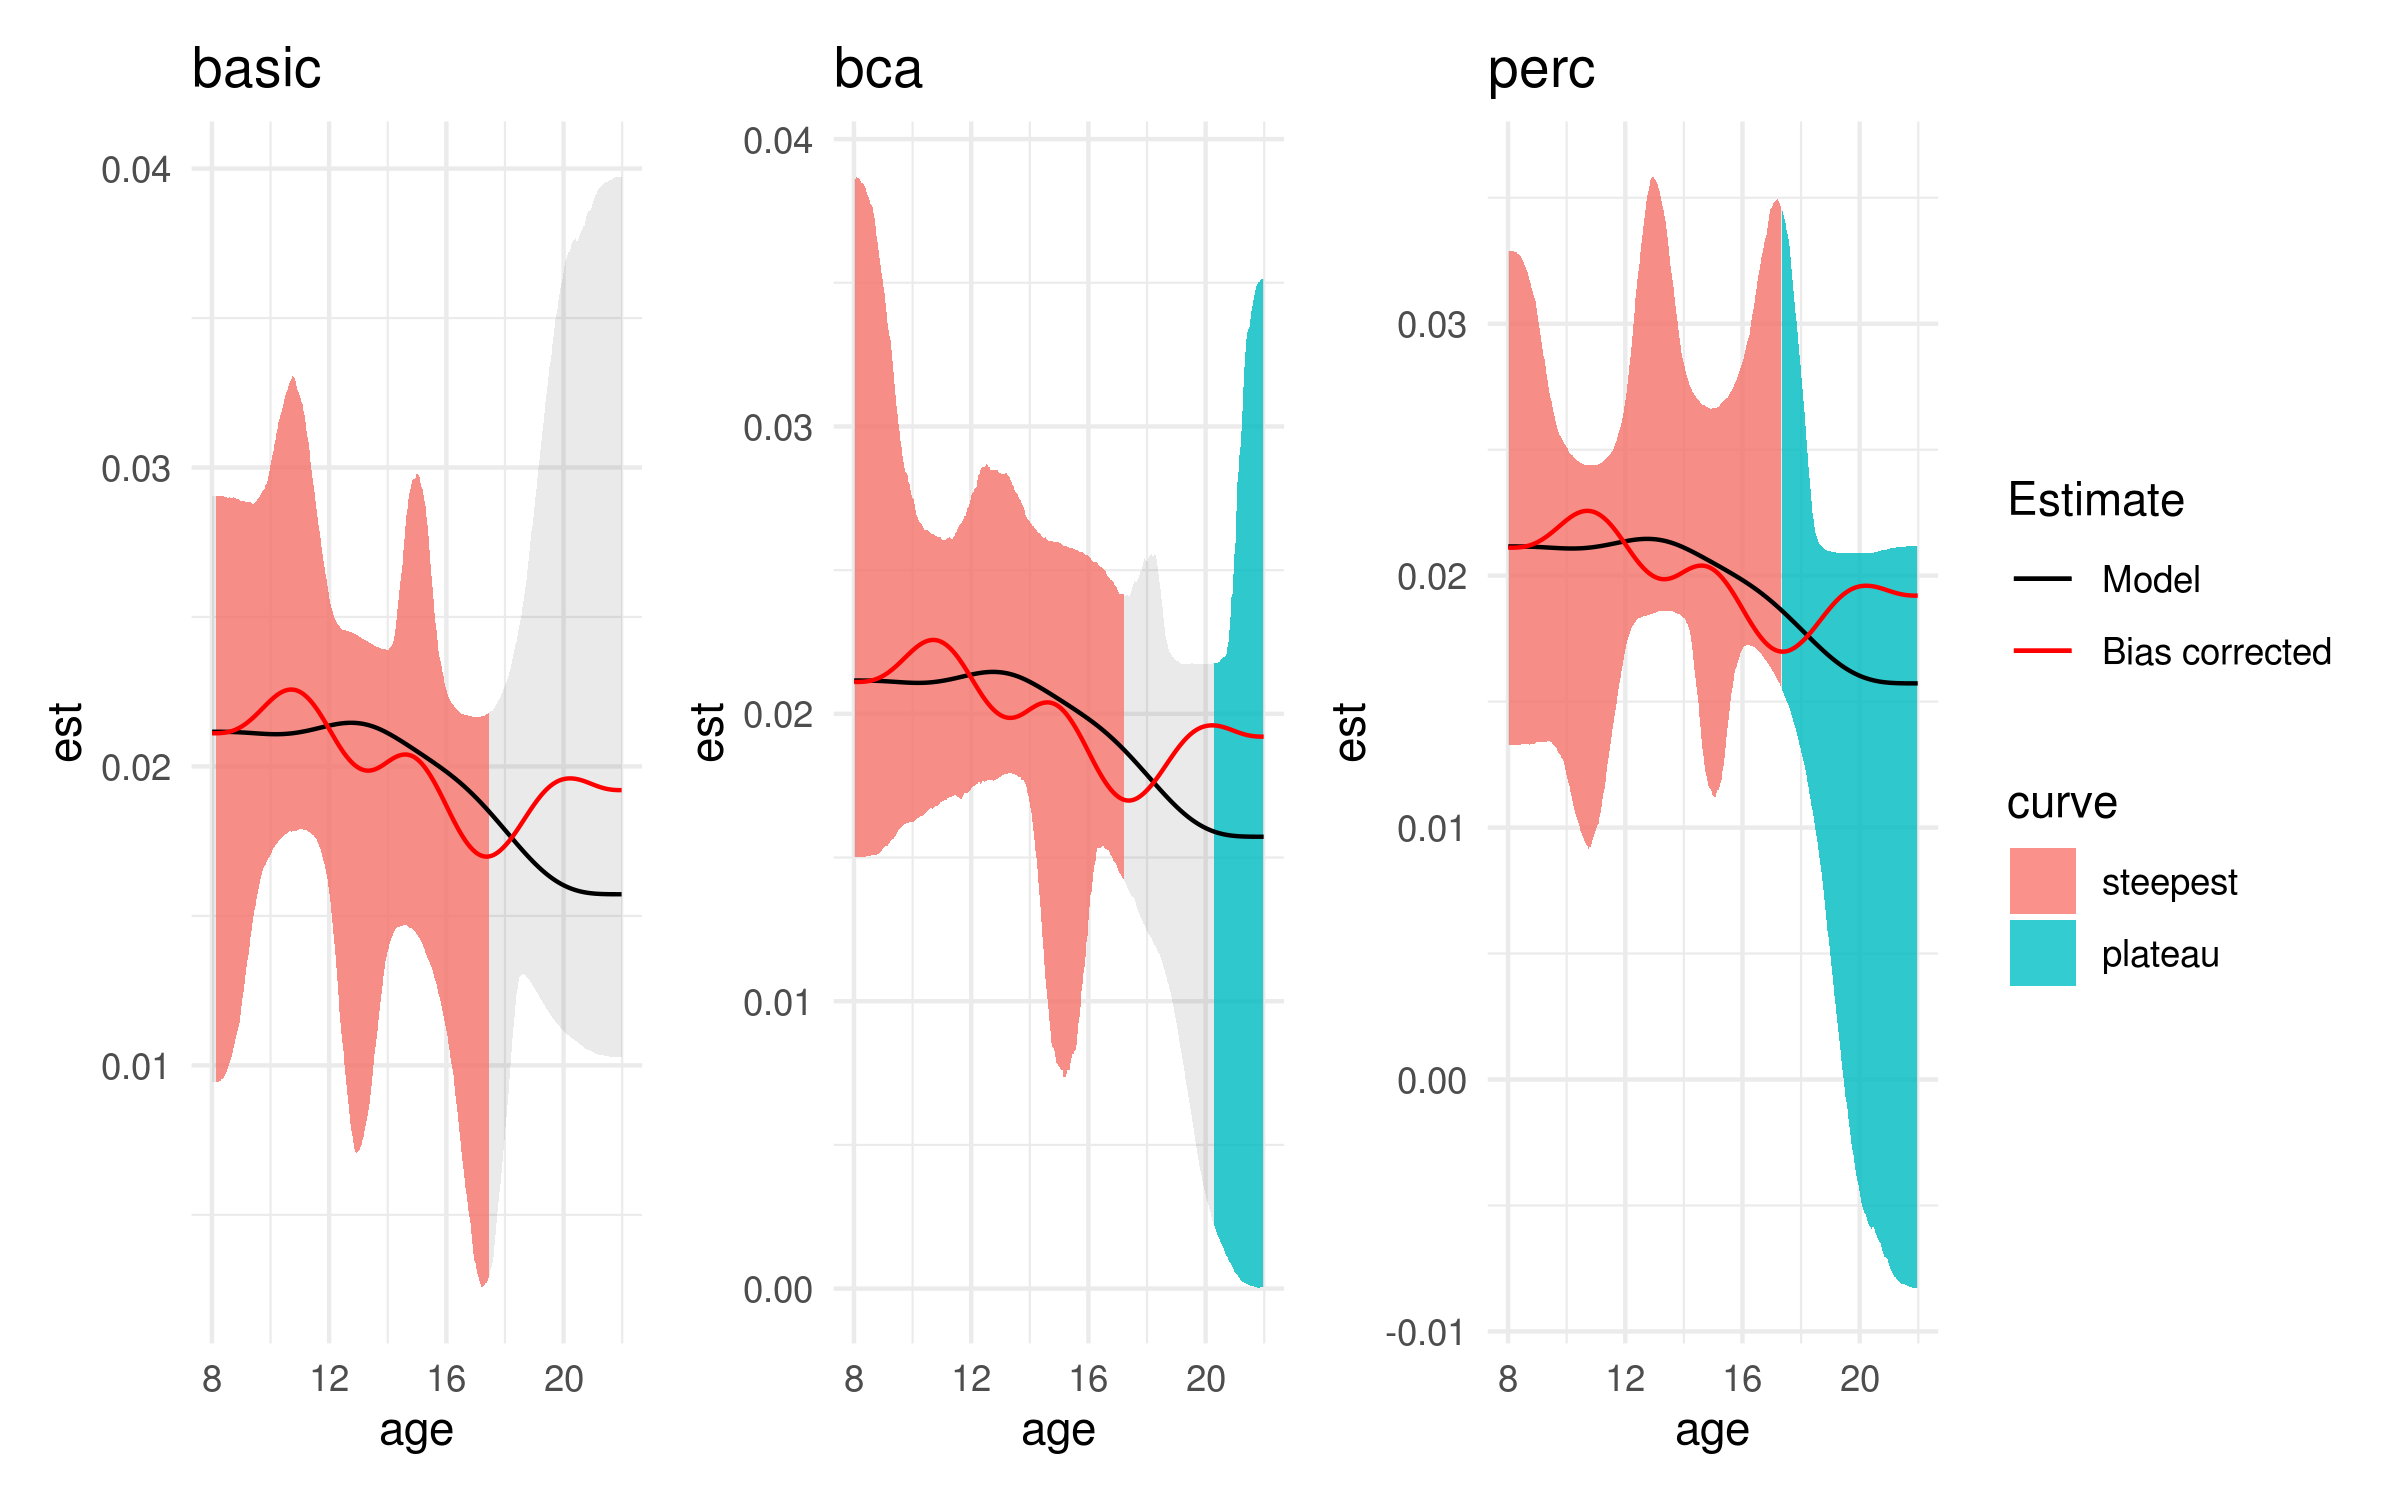 basic
bca
perc
0.04
0.03
0.02
0.01
est
8 12 16 20
age
0.04
0.03
0.02
0.01
0.00
est
8 12 16 20
age
0.03
0.02
0.01
0.00
-0.01
est
8 12 16 20
age
Estimate
Model
Bias corrected
curve
steepest
plateau